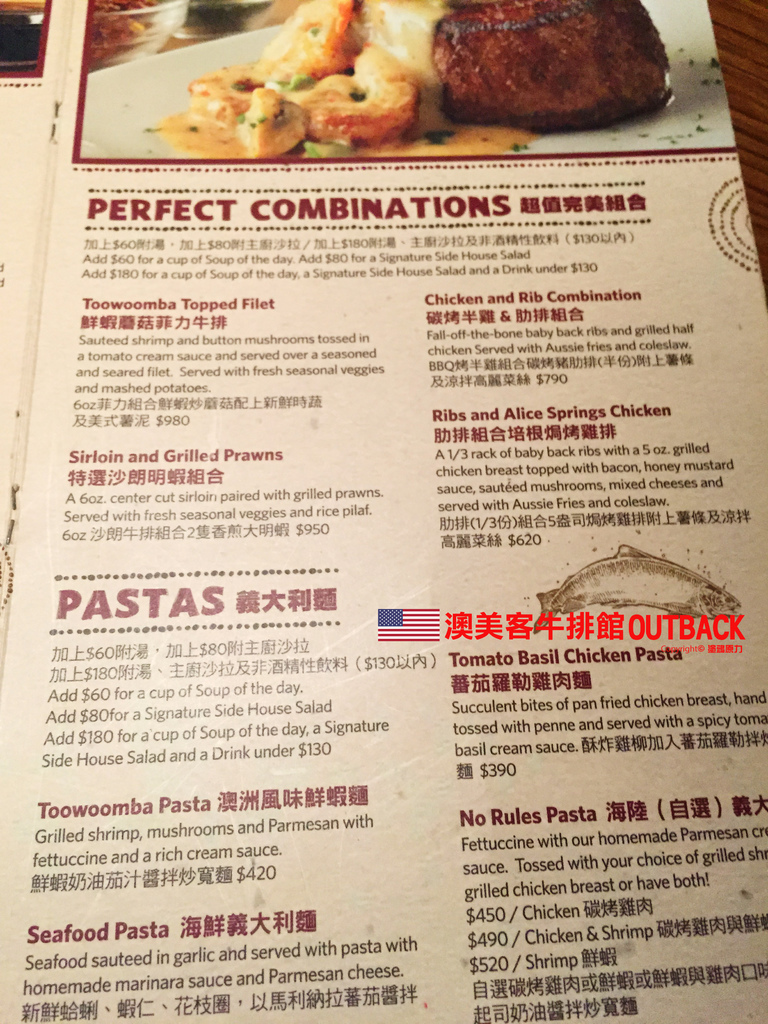 PERFECT COMBINATIONS 超值完美組合
加上$60附湯，加上$80附主廚沙拉 / 加上$180附湯、主廚沙拉及非酒精性飲料（$130以內）
Add $60 for a cup of Soup of the day. Add $80 for a Signature Side House Salad
Add $180 for a cup of Soup of the day, a Signature Side House Salad and a Drink under $130
Toowoomba Topped Filet
鮮蝦蘑菇菲力牛排
Sauteed shrimp and button mushrooms tossed in
a tomato cream sauce and served over a seasoned
and seared filet. Served with fresh seasonal veggies
and mashed potatoes.
6oz菲力組合鮮蝦炒蘑菇配上新鮮時蔬
及美式薯泥 $980
Sirloin and Grilled Prawns
特選沙朗明蝦組合
A 6oz. center cut sirloin paired with grilled prawns.
Served with fresh seasonal veggies and rice pilaf.
6oz 沙朗牛排組合2隻香煎大明蝦 $950
Chicken and Rib Combination
碳烤半雞 & 肋排組合
Fall-off-the-bone baby back ribs and grilled half
chicken Served with Aussie fries and coleslaw.
BBQ烤半雞組合碳烤豬肋排(半份)附上薯條
及涼拌高麗菜絲 $790
Ribs and Alice Springs Chicken
肋排組合培根焗烤雞排
A 1/3 rack of baby back ribs with a 5 oz. grilled
chicken breast topped with bacon, honey mustard
sauce, sautéed mushrooms, mixed cheeses and
served with Aussie Fries and coleslaw.
肋排(1/3份)組合5盎司焗烤雞排附上薯條及涼拌
高麗菜絲 $620
PASTAS 義大利麵
加上$60附湯，加上$80附主廚沙拉
加上$180附湯、主廚沙拉及非酒精性飲料（$130以內）
Add $60 for a cup of Soup of the day.
Add $80for a Signature Side House Salad
Add $180 for a cup of Soup of the day, a Signature
Side House Salad and a Drink under $130
Toowoomba Pasta 澳洲風味鮮蝦麵
Grilled shrimp, mushrooms and Parmesan with
fettuccine and a rich cream sauce.
鮮蝦奶油茄汁醬拌炒寬麵 $420
Seafood Pasta 海鮮義大利麵
Seafood sauteed in garlic and served with pasta with
homemade marinara sauce and Parmesan cheese.
新鮮蛤蜊、蝦仁、花枝圈，以馬利納拉蕃茄醬拌
澳美客牛排館OUTBACK
Copyright©
Tomato Basil Chicken Pasta
蕃茄羅勒雞肉麵
Succulent bites of pan fried chicken breast, hand
tossed with penne and served with a spicy toma
basil cream sauce. 酥炸雞柳加入蕃茄羅勒拌炒
麵 $390
No Rules Pasta 海陸（自選）義大
Fettuccine with our homemade Parmesan cre
sauce. Tossed with your choice of grilled shr
grilled chicken breast or have both!
$450 / Chicken 碳烤雞肉
$490 / Chicken & Shrimp 碳烤雞肉與鮮蝦
$520 / Shrimp 鮮蝦
自選碳烤雞肉或鮮蝦或鮮蝦與雞肉口味
起司奶油醬拌炒寬麵